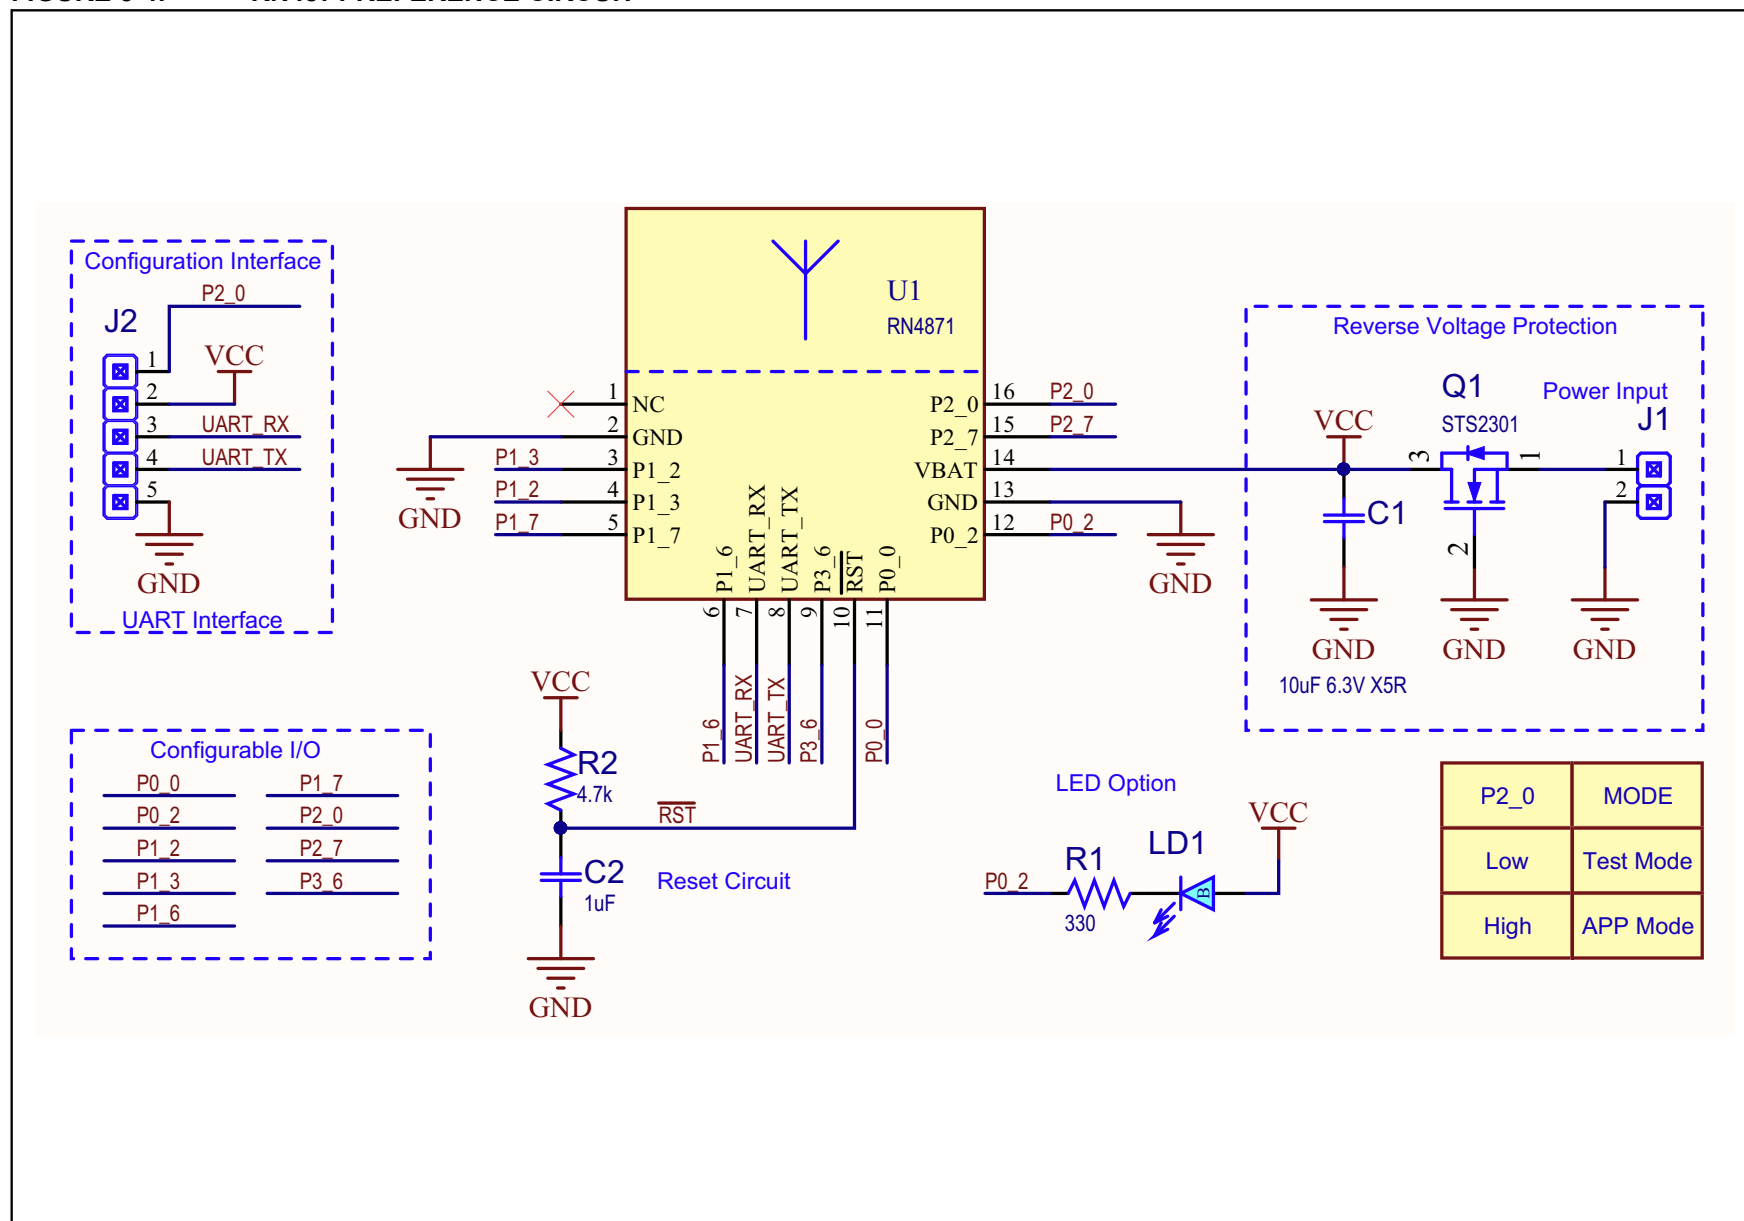 Configuration Interface
P2_0
J2
1
VCC
2
3
UART_RX
4
UART_TX
5
GND
UART Interface
U1
RN4871
1
NC
2
GND
GND
P1_3
3
P1_2
P1_2
4
P1_3
P1_7
5
P1_7
P2_0
16
P2_0
P2_7
15
P2_7
VBAT
14
GND
13
GND
P0_2
12
P0_2
P1_6
UART_RX
UART_TX
P3_6
RST
P0_0
6
7
8
9
10
11
P1_6
UART_RX
UART_TX
P3_6
P0_0
Reverse Voltage Protection
Q1
STS2301
Power Input
J1
VCC
3
1
1
2
C1
2
GND
GND
GND
10uF 6.3V X5R
VCC
R2
4.7k
RST
C2
1uF
Reset Circuit
GND
Configurable I/O
P0_0
P1_7
P0_2
P2_0
P1_2
P2_7
P1_3
P3_6
P1_6
LED Option
VCC
LD1
R1
P0_2
330
B
P2_0 MODE
Low Test Mode
High APP Mode